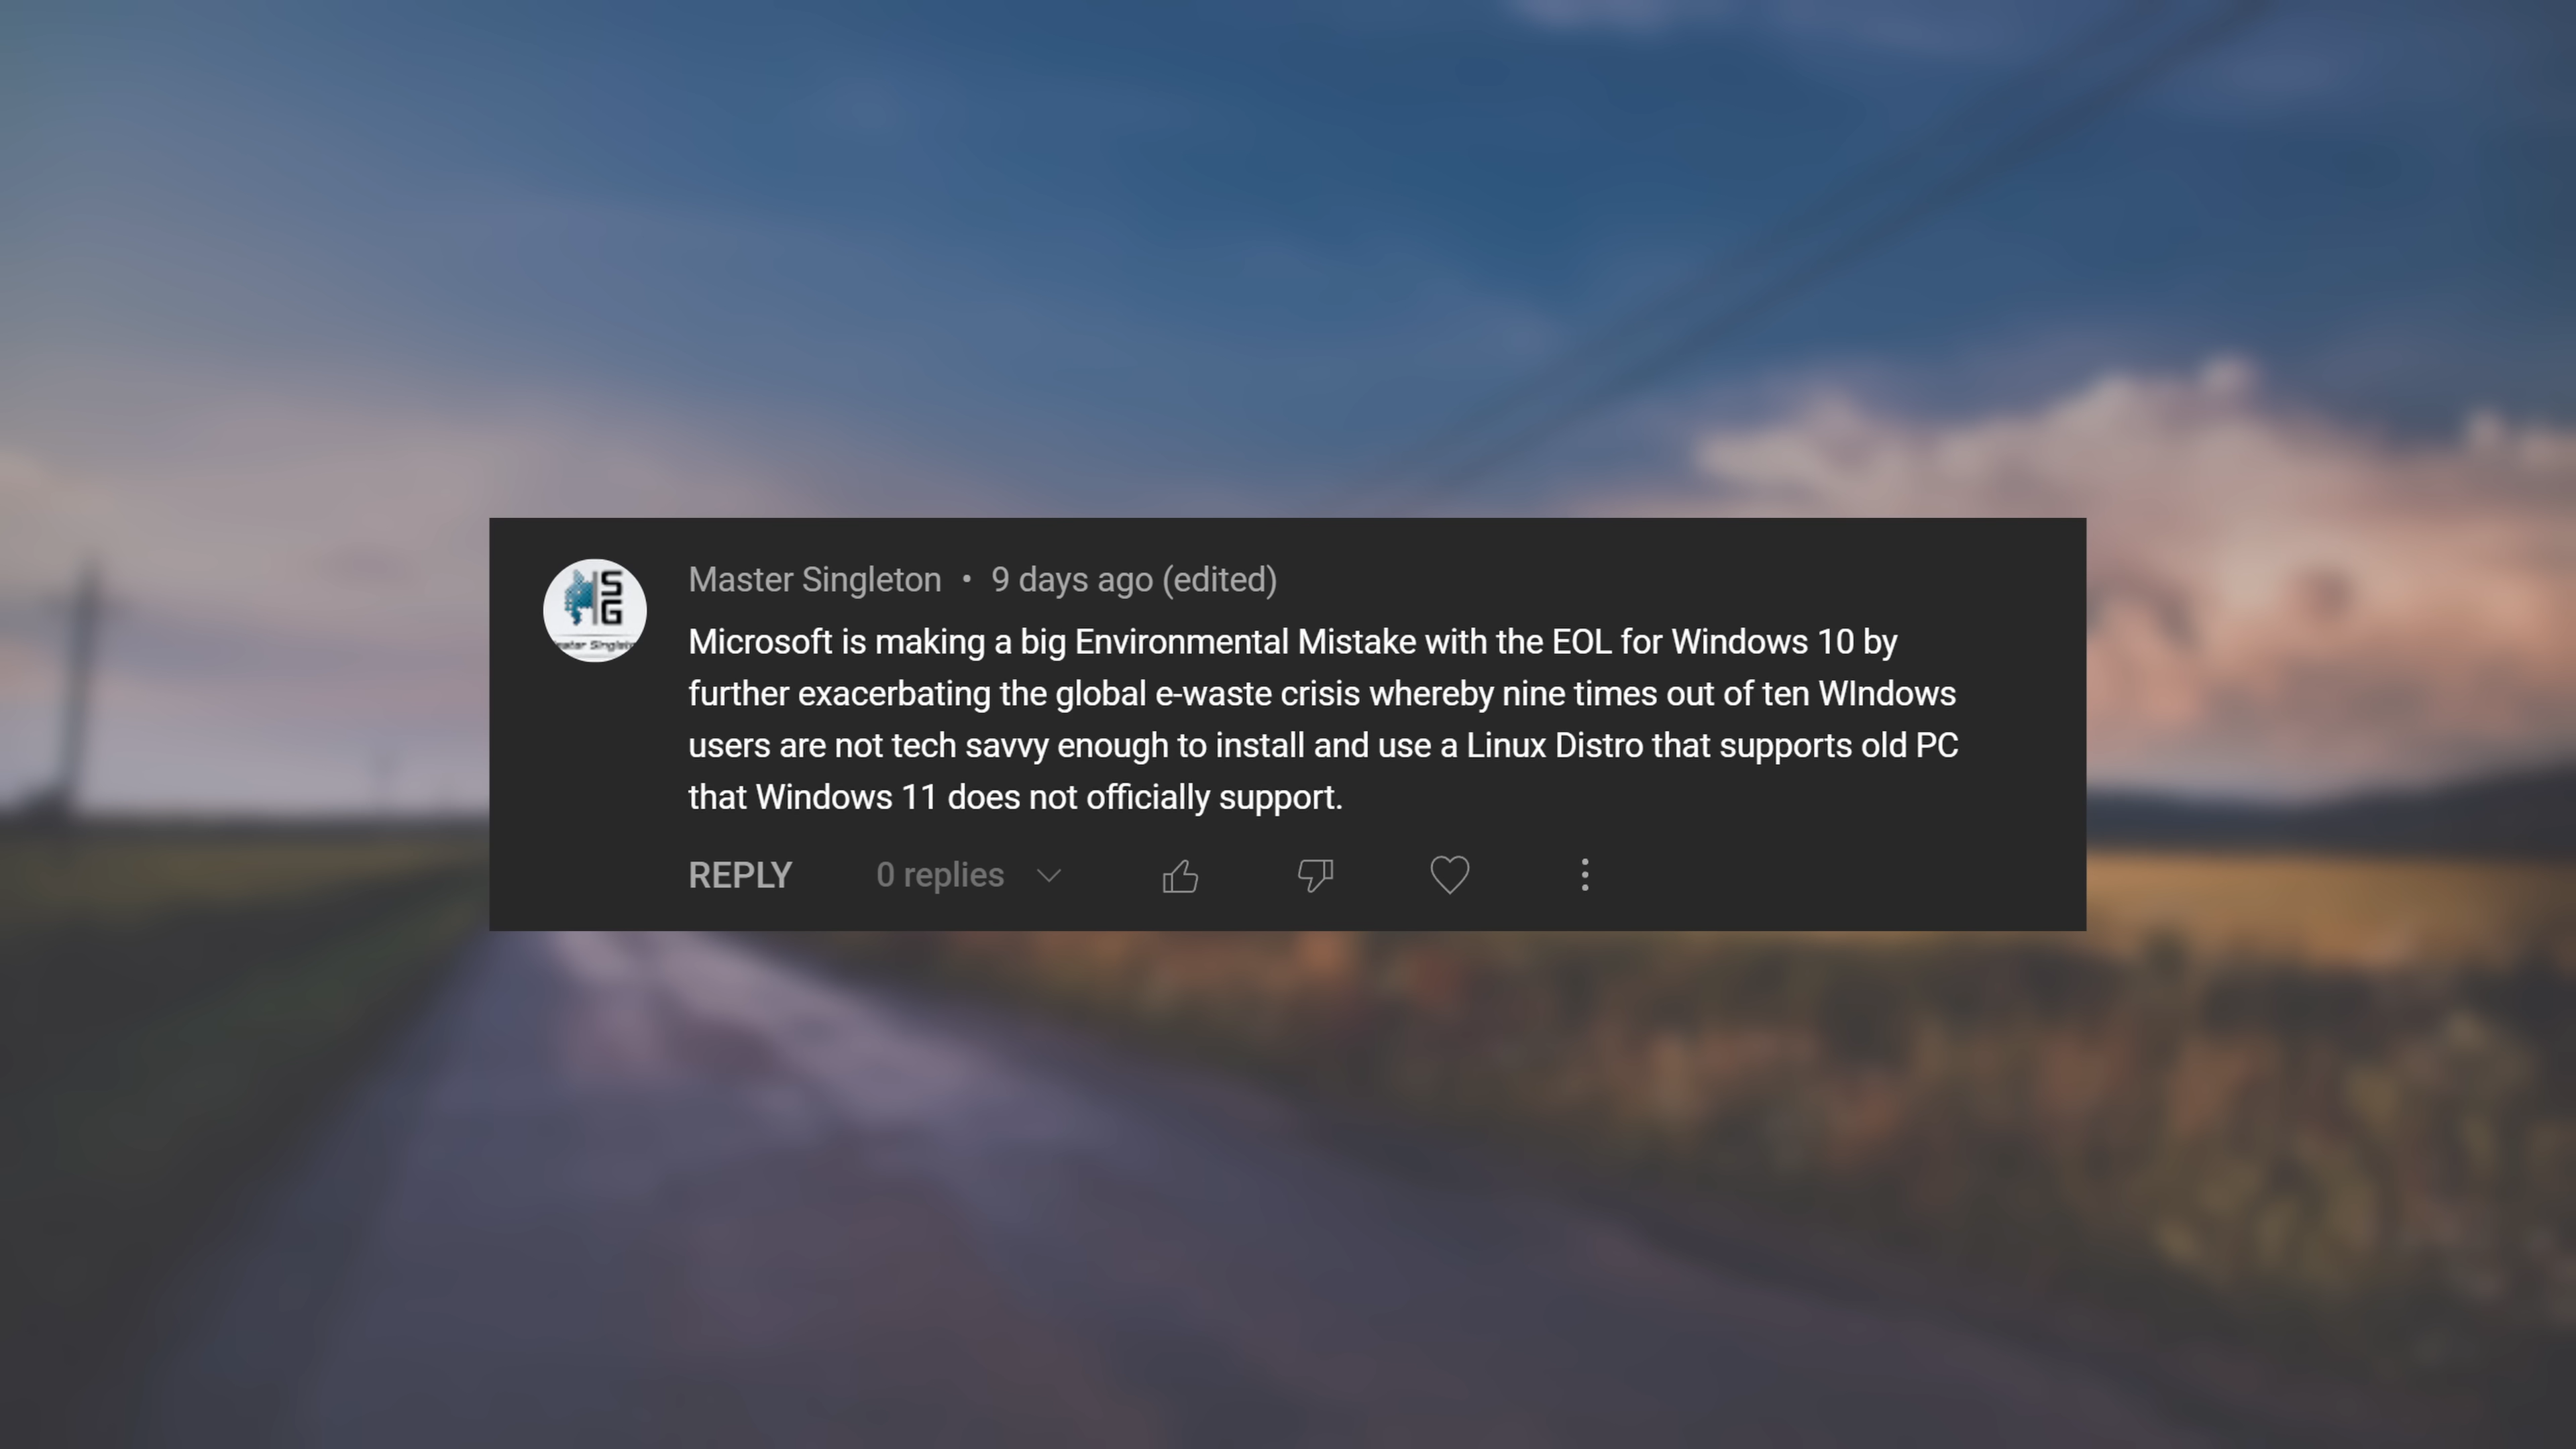 SG
Master Singleton • 9 days ago (edited)
Microsoft is making a big Environmental Mistake with the EOL for Windows 10 by
further exacerbating the global e-waste crisis whereby nine times out of ten WIndows
users are not tech savvy enough to install and use a Linux Distro that supports old PC
that Windows 11 does not officially support.
REPLY 0 replies